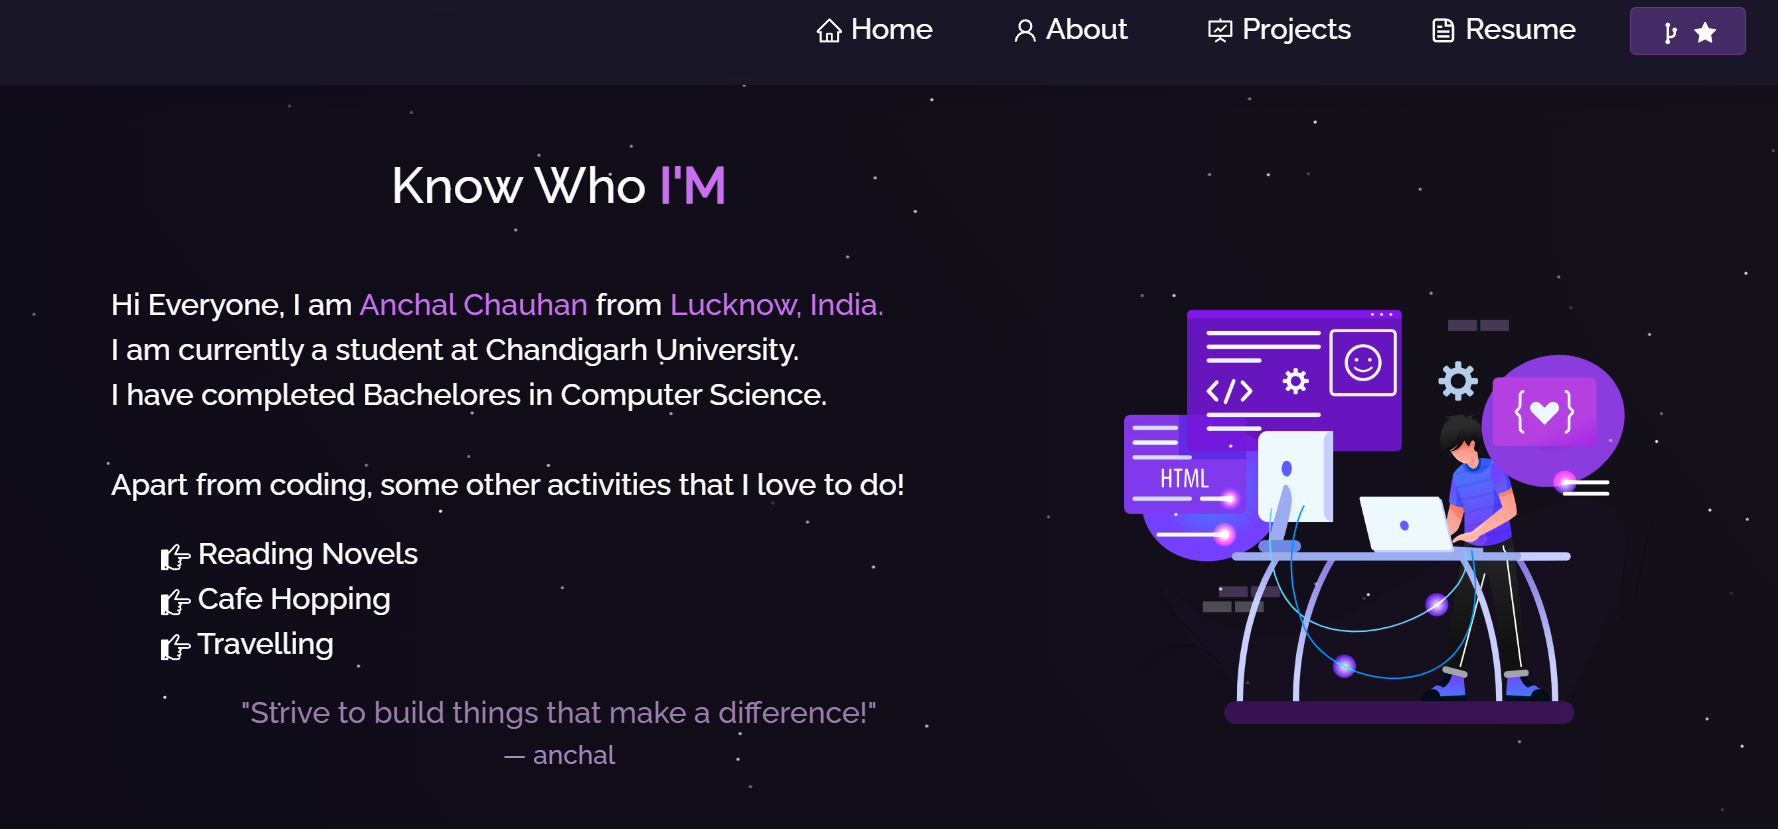 Home
About
Projects
Resume
Know Who I'M
Hi Everyone, I am Anchal Chauhan from Lucknow, India.
I am currently a student at Chandigarh University.
I have completed Bachelores in Computer Science.
Apart from coding, some other activities that I love to do!
Reading Novels
Cafe Hopping
Travelling
"Strive to build things that make a difference!"
— anchal
</>
HTML
{ }